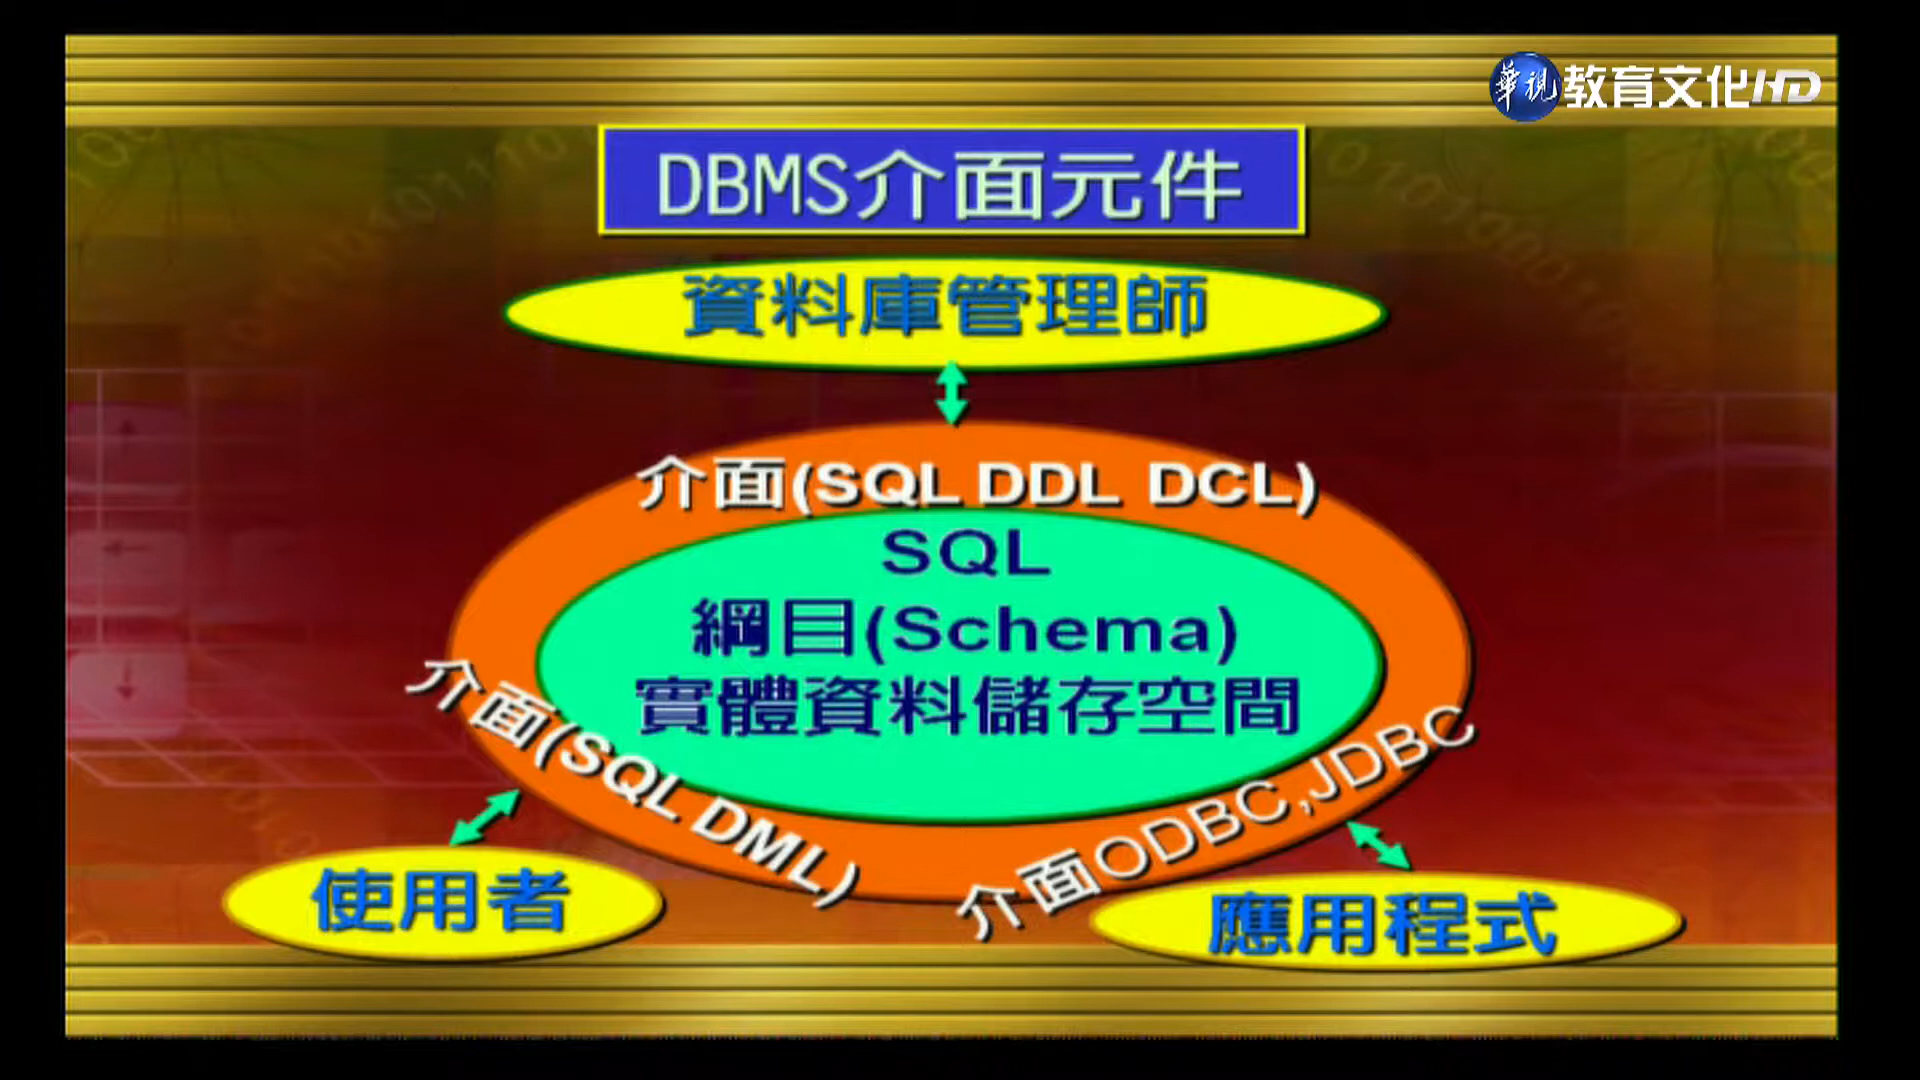 華視教育文化HD
DBMS介面元件
資料庫管理師
介面(SQL DDL DCL)
SQL
綱目(Schema)
實體資料儲存空間
介面(SQL DML)
介面ODBC,JDBC
使用者
應用程式